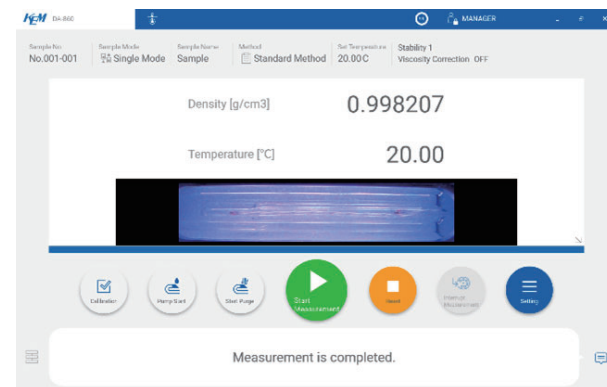 KEM DA-860
MANAGER
Sample No
No.001-001
Sample Mode
Single Mode
Sample Name
Sample
Method
Standard Method
Set Temperature
20.00C
Stability 1
Viscosity Correction OFF
Density [g/cm3] 0.998207
Temperature [°C] 20.00
Calibration
Pump Start
Start Purge
Start
Measurement
Reset
Measurement
Setting
Measurement is completed.